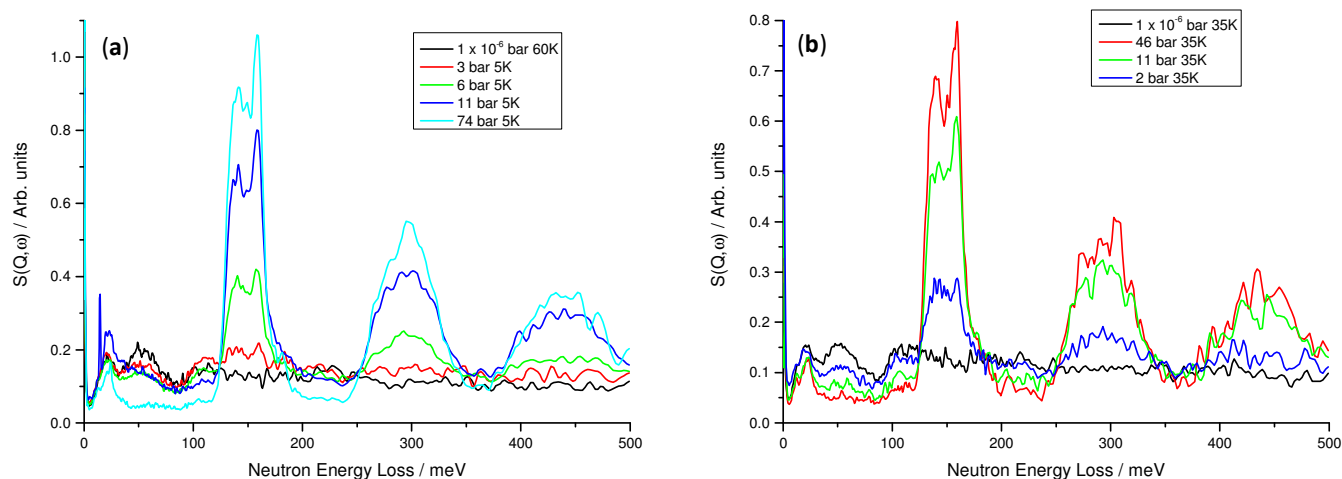 (a)
1 x 10⁻⁶ bar 60K
3 bar 5K
6 bar 5K
11 bar 5K
74 bar 5K
S(Q,ω) / Arb. units
1.0
0.8
0.6
0.4
0.2
0.0
0 100 200 300 400 500
Neutron Energy Loss / meV
(b)
1 x 10⁻⁶ bar 35K
46 bar 35K
11 bar 35K
2 bar 35K
S(Q,ω) / Arb. units
0.8
0.7
0.6
0.5
0.4
0.3
0.2
0.1
0.0
0 100 200 300 400 500
Neutron Energy Loss / meV